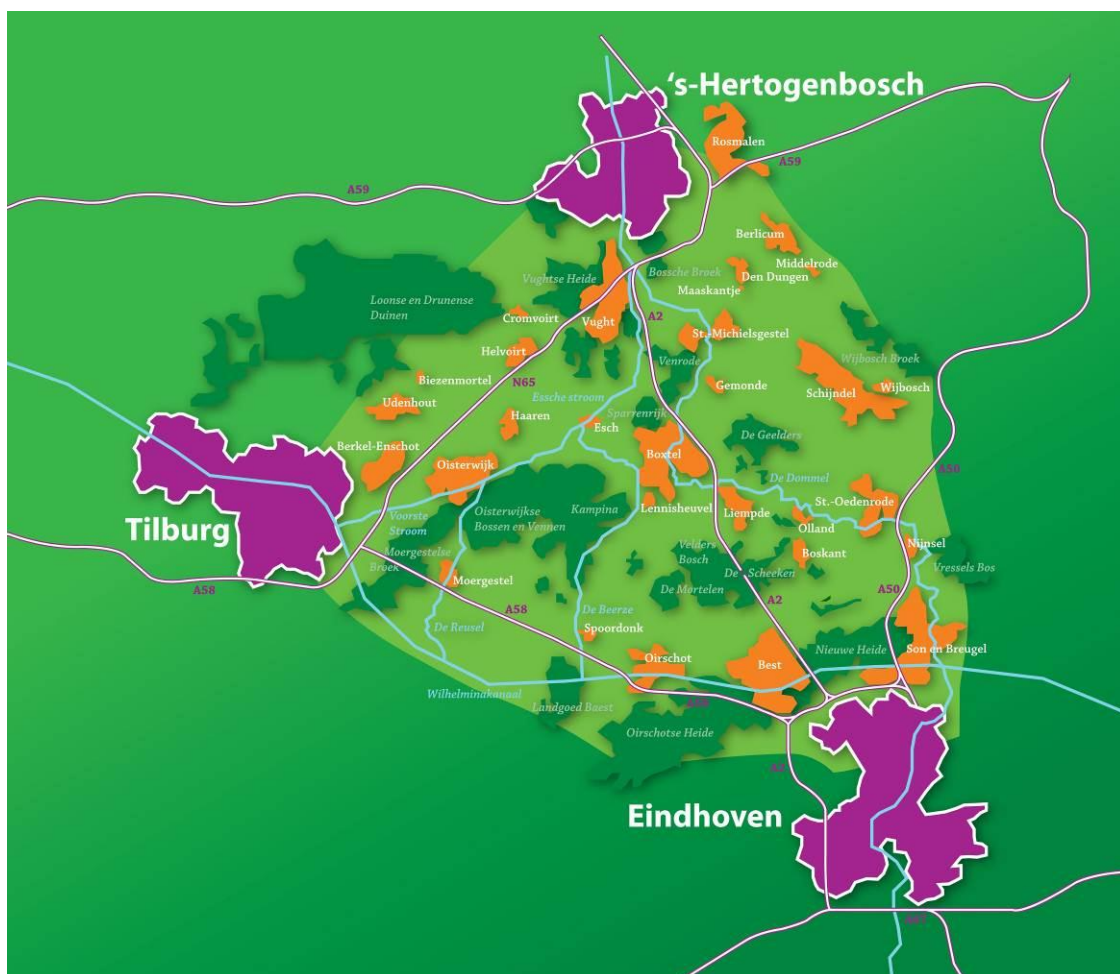 's-Hertogenbosch
Rosmalen
A59
A59
Berlicum
Middelrode
Den Dungen
Bossche Broek
Vughtse Heide
Maaskantje
Loonse en Drunense
Duinen
Cromvoirt
Vught
A2
St.-Michielsgestel
Helvoirt
Venrode
Wijbosch Broek
Biezenmortel
N65
Gemonde
Schijndel
Wijbosch
Essche stroom
Udenhout
Haaren
Sparrenrijk
Esch
De Geelders
Berkel-Enschot
Oisterwijk
Boxtel
A50
De Dommel
Lennisheuvel
Liempde
St.-Oedenrode
Tilburg
Voorste
Stroom
Oisterwijkse
Bossen en Vennen
Kampina
Olland
Nijnsel
Moergestelse
Broek
Velders
Bosch
Boskant
Vressels Bos
Moergestel
De Scheeken
De Mortelen
A58
A58
A2
A50
De Beerze
De Reusel
Spoordonk
Oirschot
Best
Nieuwe Heide
Son en Breugel
Wilhelminakanaal
Landgoed Baest
Oirschotse Heide
Eindhoven